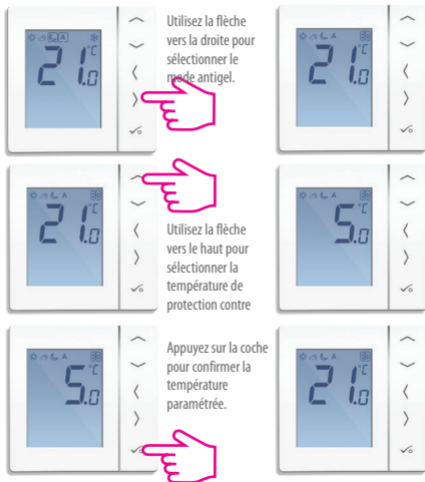 Utilisez la flèche
vers la droite pour
sélectionner le
mode antigel.
21.0 °C
A
21.0 °C
A
Utilisez la flèche
vers le haut pour
sélectionner la
température de
protection contre
21.0 °C
A
5.0 °C
A
Appuyez sur la coche
pour confirmer la
température
paramétrée.
5.0 °C
A
21.0 °C
A